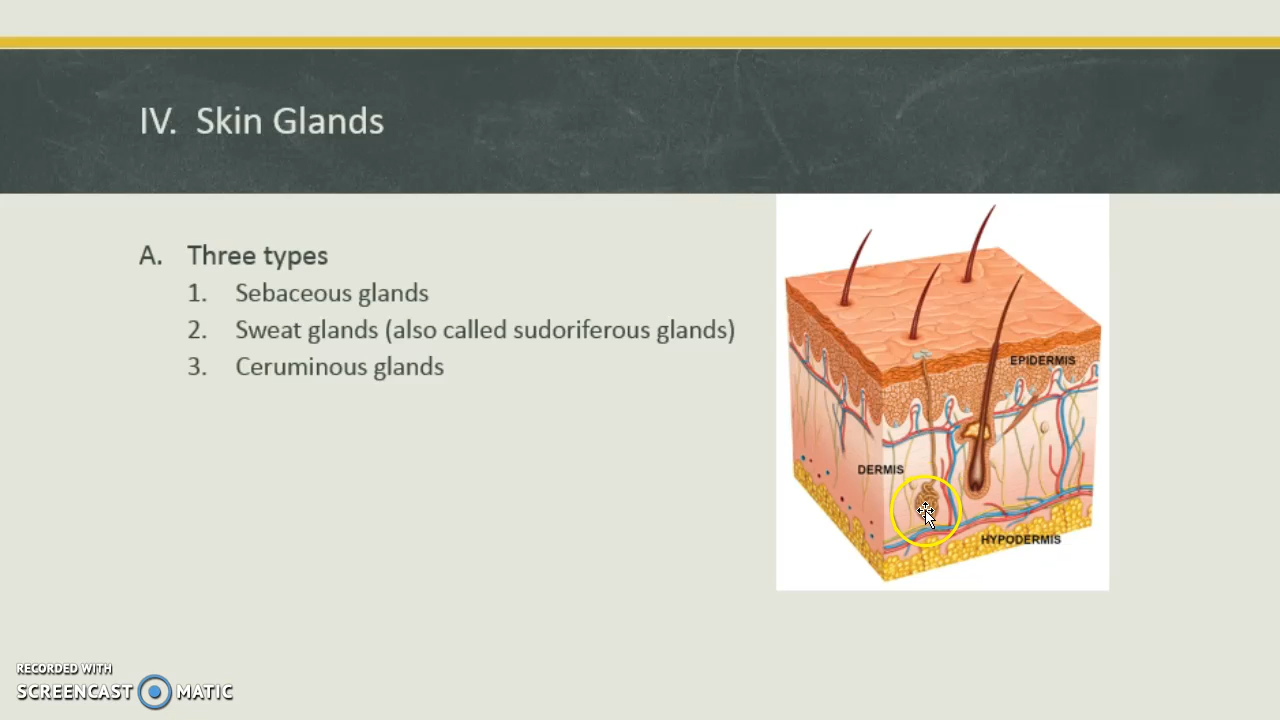 IV. Skin Glands
A. Three types
1. Sebaceous glands
2. Sweat glands (also called sudoriferous glands)
3. Ceruminous glands
EPIDERMIS
DERMIS
HYPODERMIS
RECORDED WITH
SCREENCAST MATIC